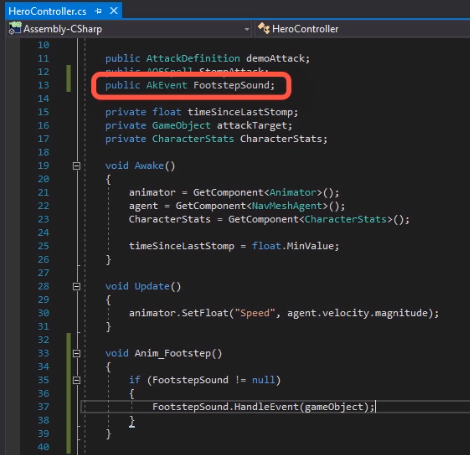 HeroController.cs
Assembly-CSharp
HeroController
10
11 public AttackDefinition demoAttack;
12 public AOESpell StompAttack;
13 public AkEvent FootstepSound;
14
15 private float timeSinceLastStomp;
16 private GameObject attackTarget;
17 private CharacterStats CharacterStats;
18
19 void Awake()
20 {
21 animator = GetComponent<Animator>();
22 agent = GetComponent<NavMeshAgent>();
23 CharacterStats = GetComponent<CharacterStats>();
24
25 timeSinceLastStomp = float.MinValue;
26 }
27
28 void Update()
29 {
30 animator.SetFloat("Speed", agent.velocity.magnitude);
31 }
32
33 void Anim_Footstep()
34 {
35 if (FootstepSound != null)
36 {
37 FootstepSound.HandleEvent(gameObject);
38 }
39 }
40